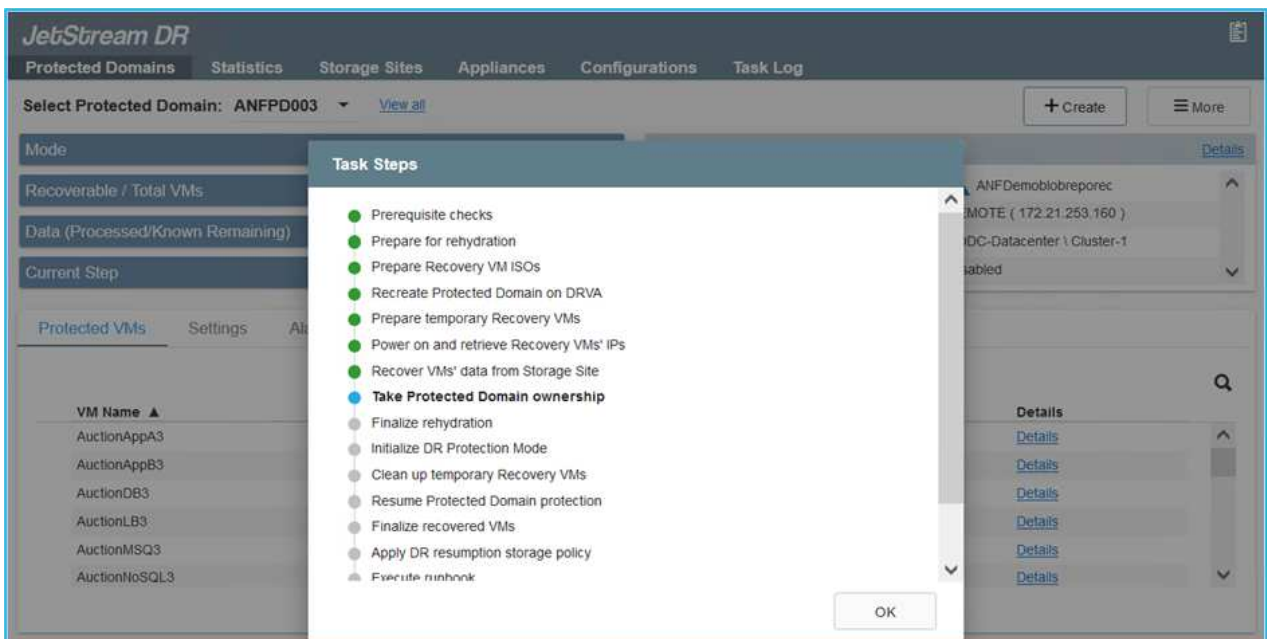 JetStream DR
Protected Domains Statistics Storage Sites Appliances Configurations Task Log
Select Protected Domain: ANFPD003 View all + Create More
Mode Details
Recoverable / Total VMs ANFDemoblobreporec
Data (Processed/Known Remaining) MOTE ( 172.21.253.160 )
DC-Datacenter \ Cluster-1
Current Step abled
Task Steps
Prerequisite checks
Prepare for rehydration
Prepare Recovery VM ISOs
Recreate Protected Domain on DRVA
Prepare temporary Recovery VMs
Power on and retrieve Recovery VMs' IPs
Recover VMs' data from Storage Site
Take Protected Domain ownership
Finalize rehydration
Initialize DR Protection Mode
Clean up temporary Recovery VMs
Resume Protected Domain protection
Finalize recovered VMs
Apply DR resumption storage policy
Execute runbook
OK
Protected VMs Settings Al
VM Name ▲ Details
AuctionAppA3 Details
AuctionAppB3 Details
AuctionDB3 Details
AuctionLB3 Details
AuctionMSQ3 Details
AuctionNoSQL3 Details